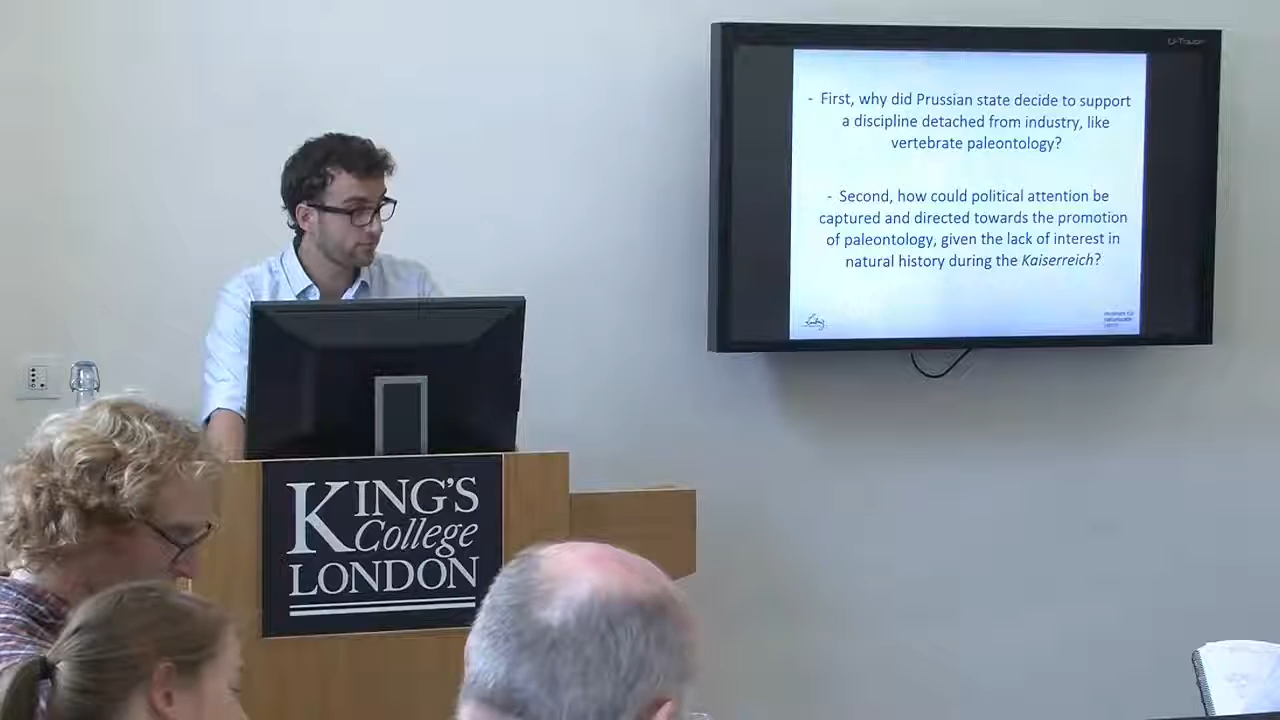 - First, why did Prussian state decide to support
a discipline detached from industry, like
vertebrate paleontology?
- Second, how could political attention be
captured and directed towards the promotion
of paleontology, given the lack of interest in
natural history during the Kaiserreich?
KING'S
College
LONDON